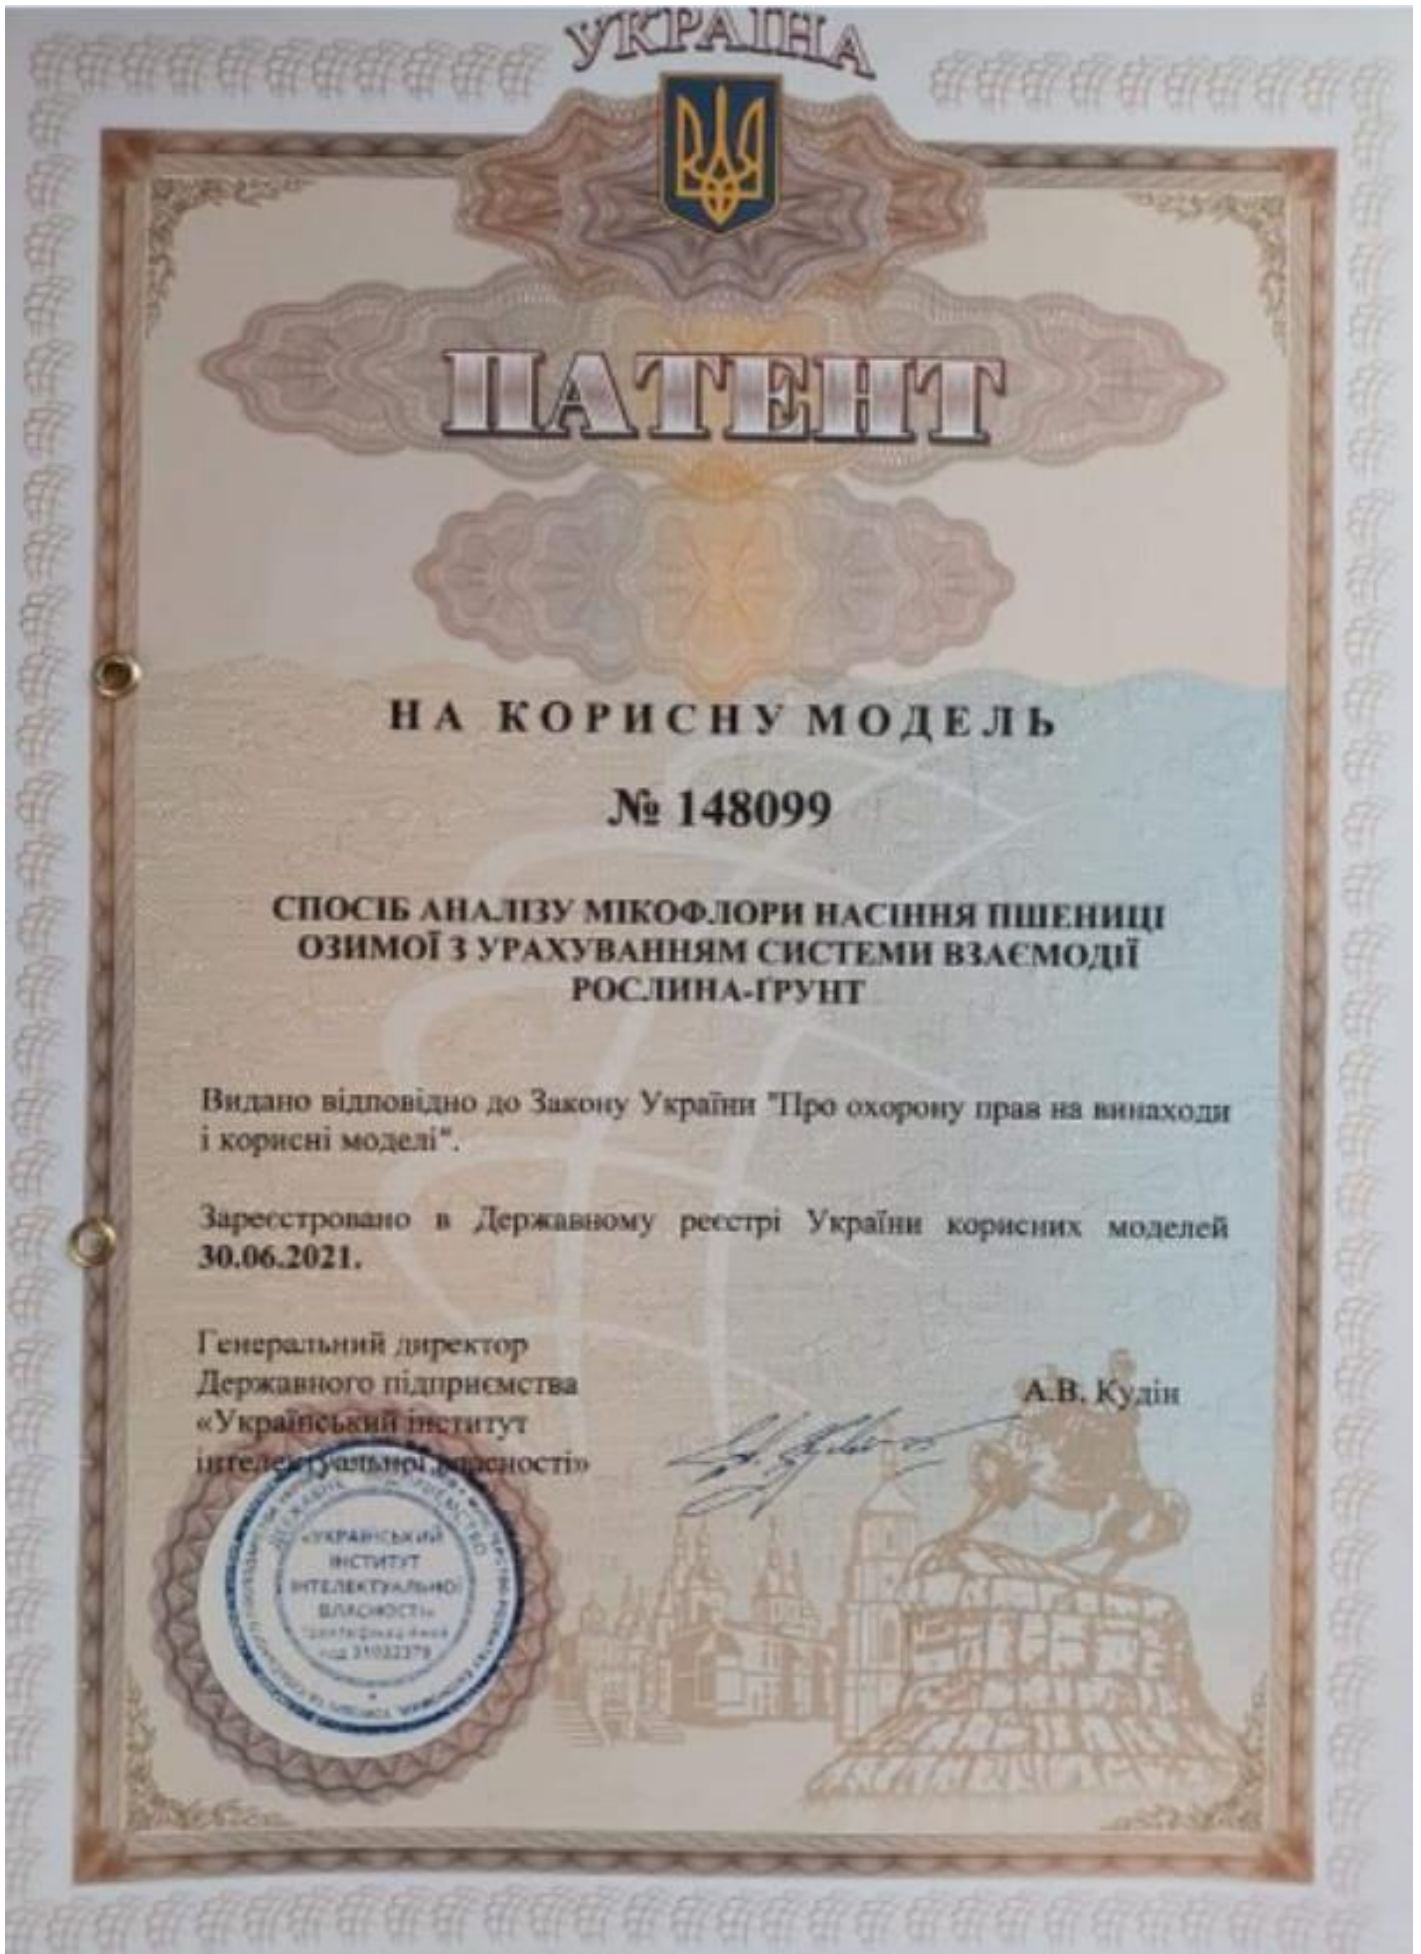 УКРАЇНА
ПАТЕНТ
НА КОРИСНУ МОДЕЛЬ
№ 148099
СПОСІБ АНАЛІЗУ МІКОФЛОРИ НАСІННЯ ПШЕНИЦІ
ОЗИМОЇ З УРАХУВАННЯМ СИСТЕМИ ВЗАЄМОДІЇ
РОСЛИНА-ҐРУНТ
Видано відповідно до Закону України "Про охорону прав на винаходи
і корисні моделі".
Зареєстровано в Державному реєстрі України корисних моделей
30.06.2021.
Генеральний директор
Державного підприємства
«Український інститут
інтелектуальної власності»
А.В. Кудін
«УКРАЇНСЬКИЙ
ІНСТИТУТ
ІНТЕЛЕКТУАЛЬНОЇ
ВЛАСНОСТІ»